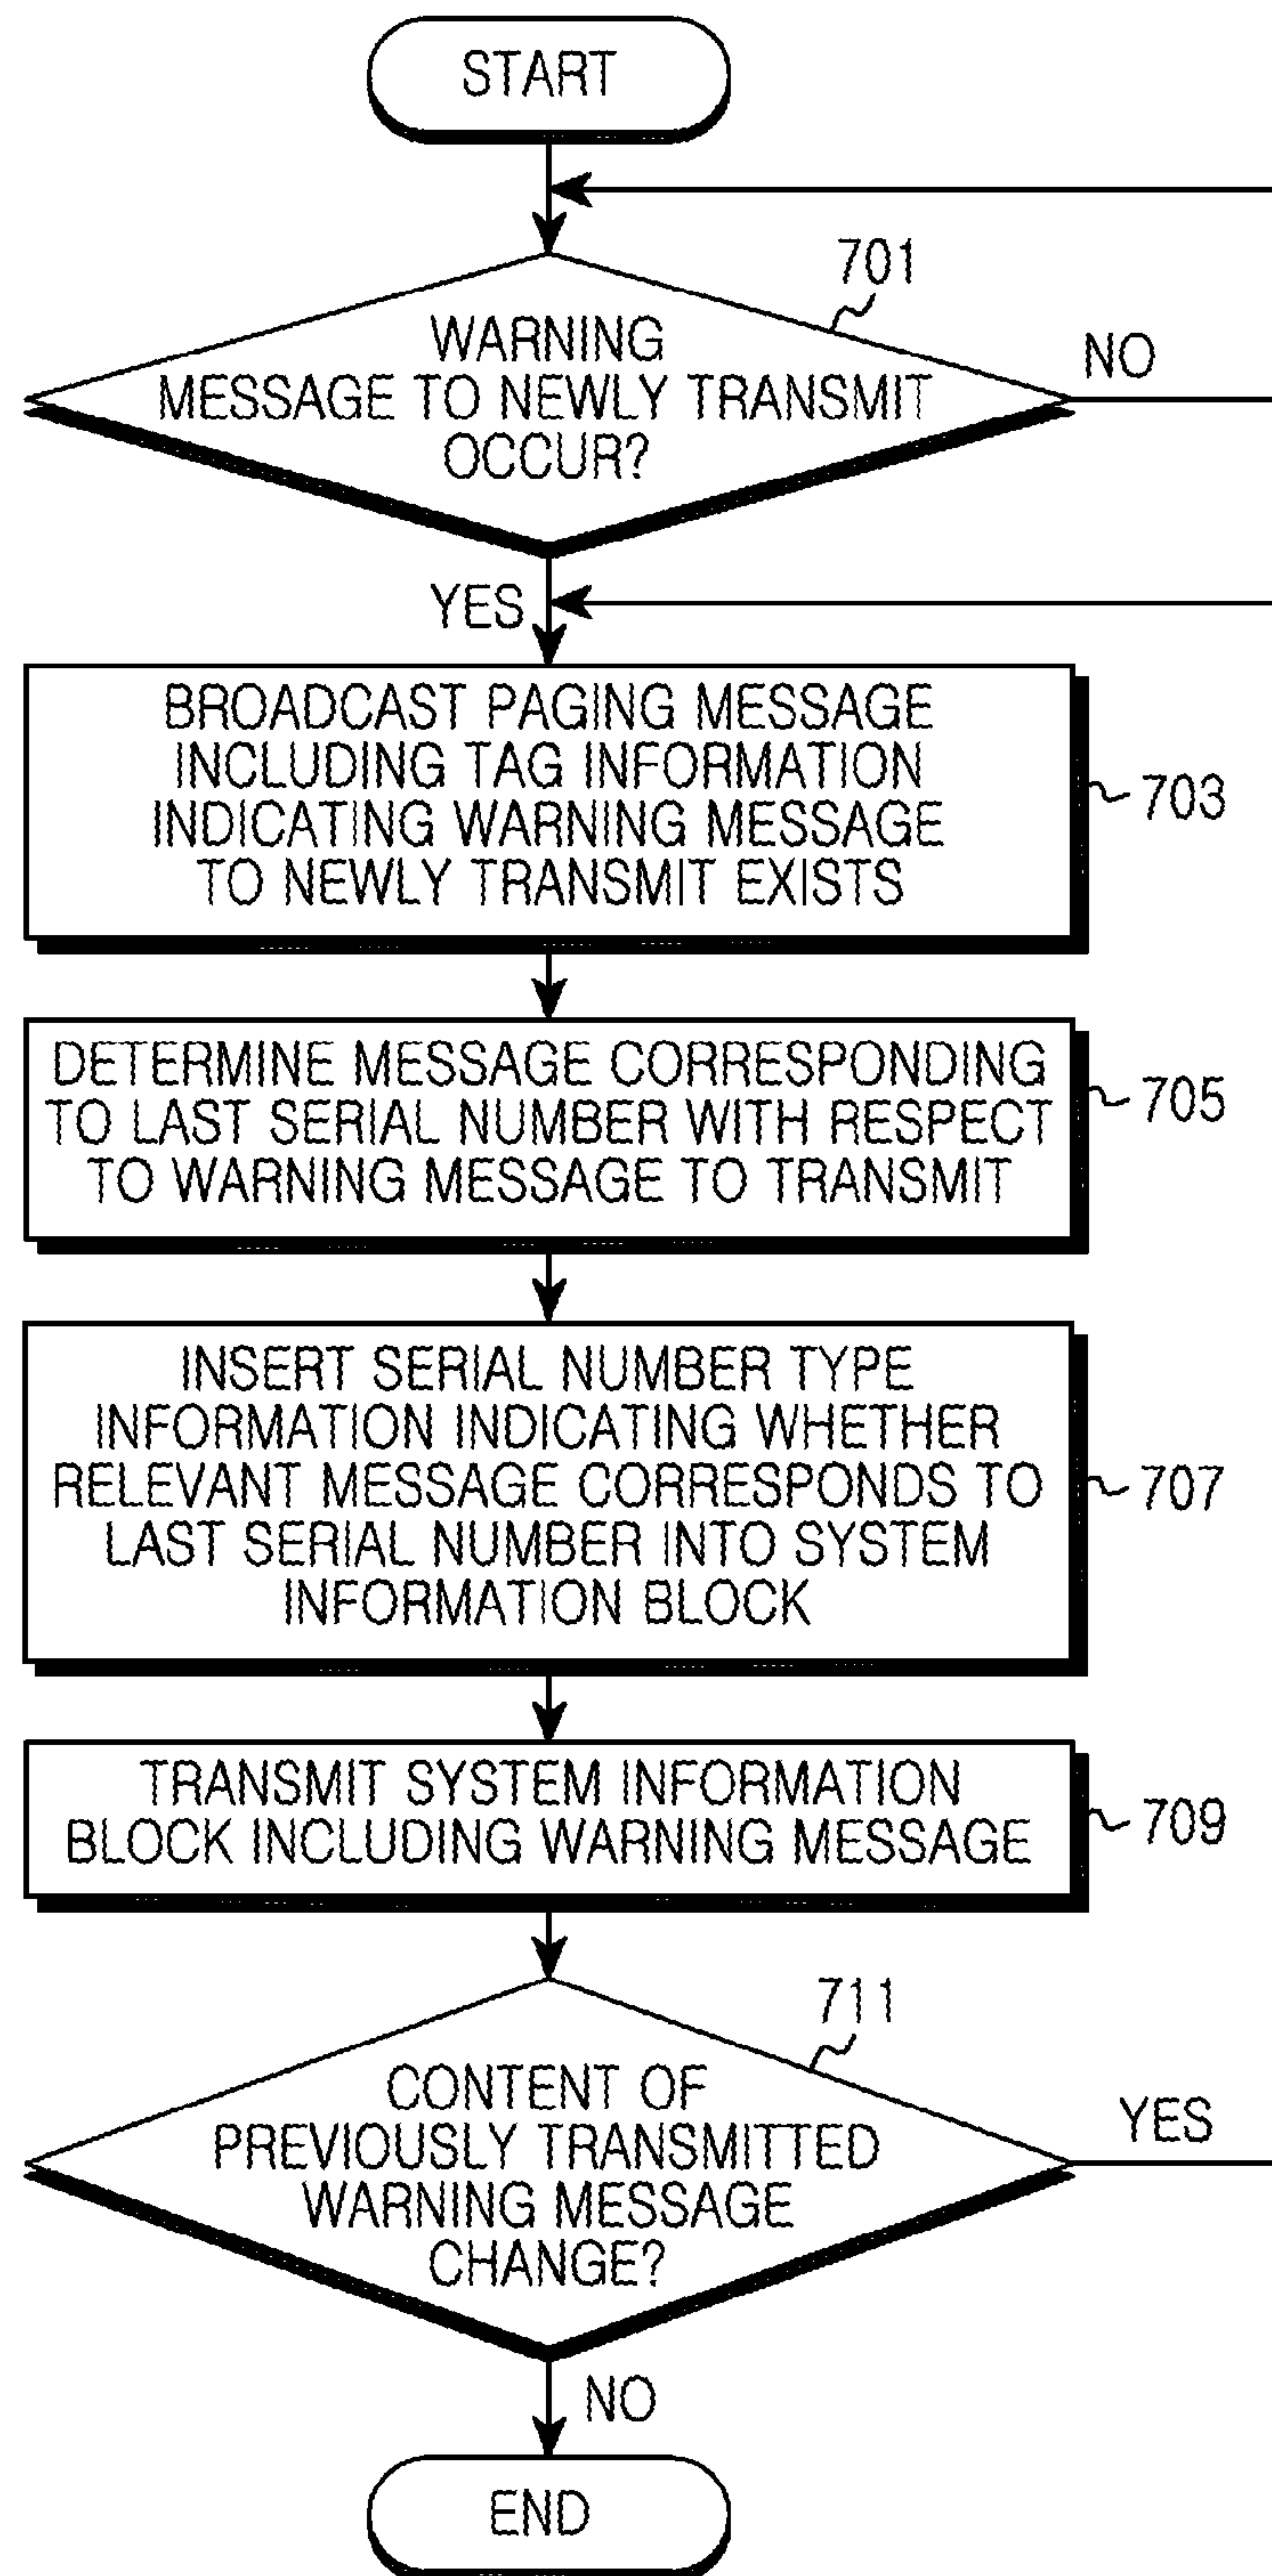 START
701
WARNING
MESSAGE TO NEWLY TRANSMIT
OCCUR?
NO
YES
BROADCAST PAGING MESSAGE
INCLUDING TAG INFORMATION
INDICATING WARNING MESSAGE
TO NEWLY TRANSMIT EXISTS
703
DETERMINE MESSAGE CORRESPONDING
TO LAST SERIAL NUMBER WITH RESPECT
TO WARNING MESSAGE TO TRANSMIT
705
INSERT SERIAL NUMBER TYPE
INFORMATION INDICATING WHETHER
RELEVANT MESSAGE CORRESPONDS TO
LAST SERIAL NUMBER INTO SYSTEM
INFORMATION BLOCK
707
TRANSMIT SYSTEM INFORMATION
BLOCK INCLUDING WARNING MESSAGE
709
711
CONTENT OF
PREVIOUSLY TRANSMITTED
WARNING MESSAGE
CHANGE?
YES
NO
END